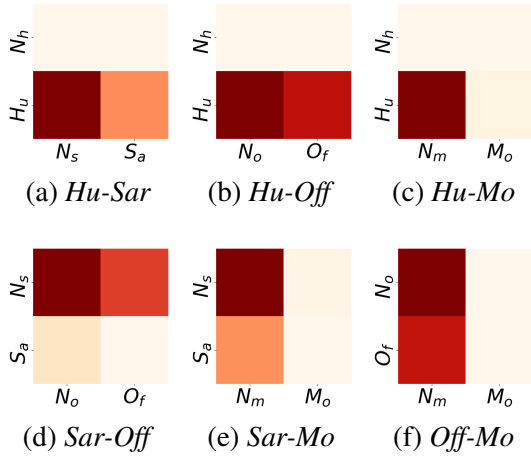 N_h
H_u
N_s S_a
(a) Hu-Sar
N_h
H_u
N_o O_f
(b) Hu-Off
N_h
H_u
N_m M_o
(c) Hu-Mo
N_s
S_a
N_o O_f
(d) Sar-Off
N_s
S_a
N_m M_o
(e) Sar-Mo
N_o
O_f
N_m M_o
(f) Off-Mo